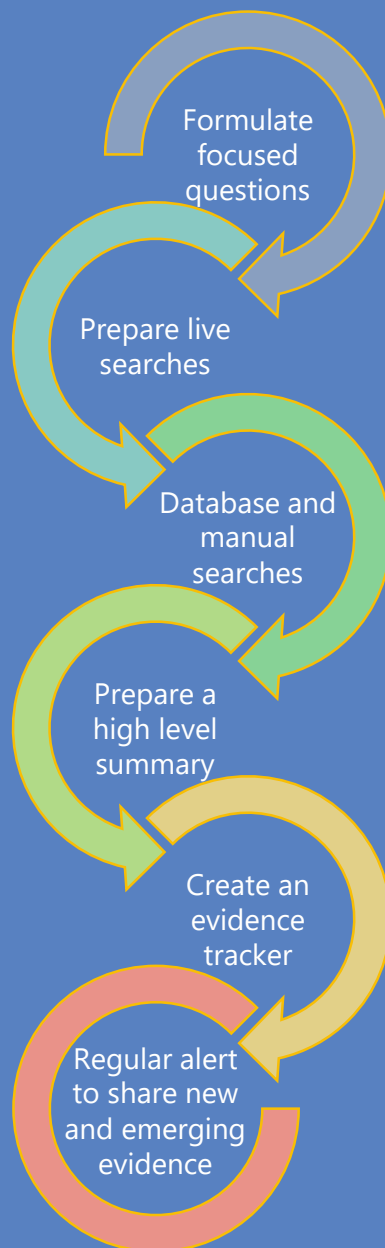 Formulate
focused
questions
Prepare live
searches
Database and
manual
searches
Prepare a
high level
summary
Create an
evidence
tracker
Regular alert
to share new
and emerging
evidence